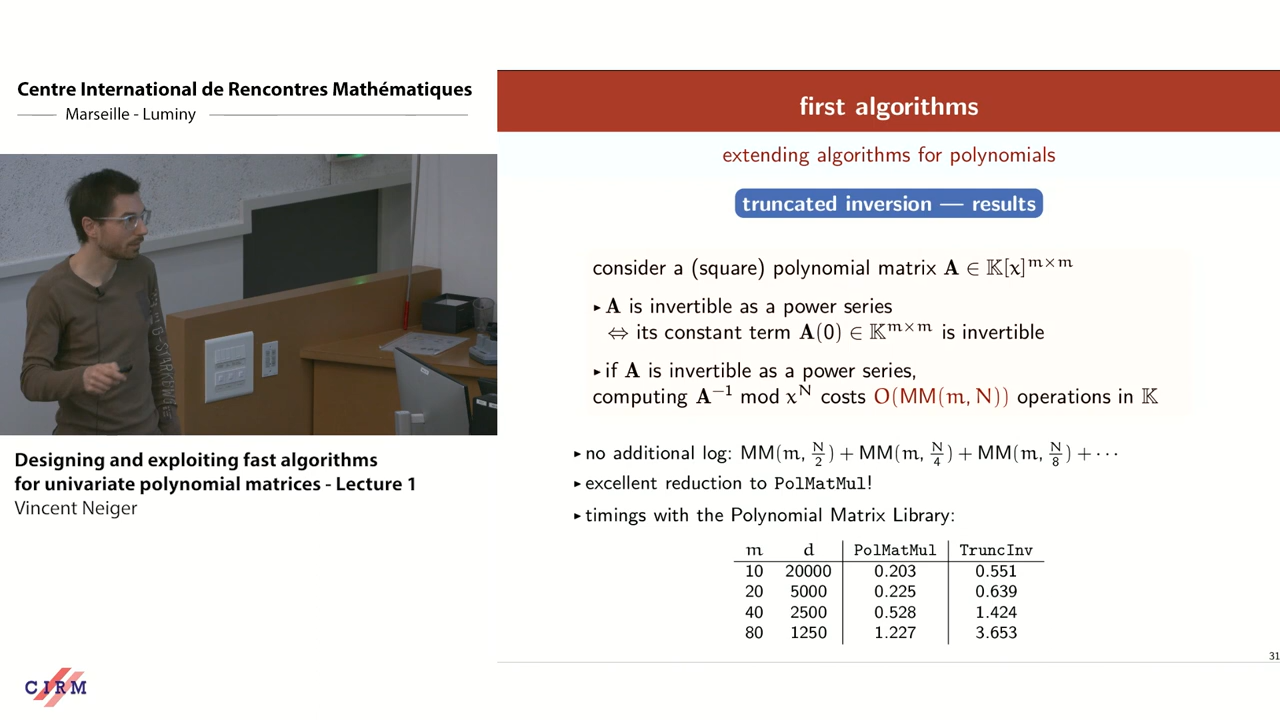 Centre International de Rencontres Mathématiques
Marseille - Luminy
first algorithms
extending algorithms for polynomials
truncated inversion — results
consider a (square) polynomial matrix A ∈ 𝕂[x]^{m×m}
▸ A is invertible as a power series
⇔ its constant term A(0) ∈ 𝕂^{m×m} is invertible
▸ if A is invertible as a power series,
computing A^{−1} mod x^N costs O(MM(m, N)) operations in 𝕂
▸ no additional log: MM(m, N/2) + MM(m, N/4) + MM(m, N/8) + ···
▸ excellent reduction to PolMatMul!
▸ timings with the Polynomial Matrix Library:
m d PolMatMul TruncInv
10 20000 0.203 0.551
20 5000 0.225 0.639
40 2500 0.528 1.424
80 1250 1.227 3.653
31
Designing and exploiting fast algorithms
for univariate polynomial matrices - Lecture 1
Vincent Neiger
CIRM